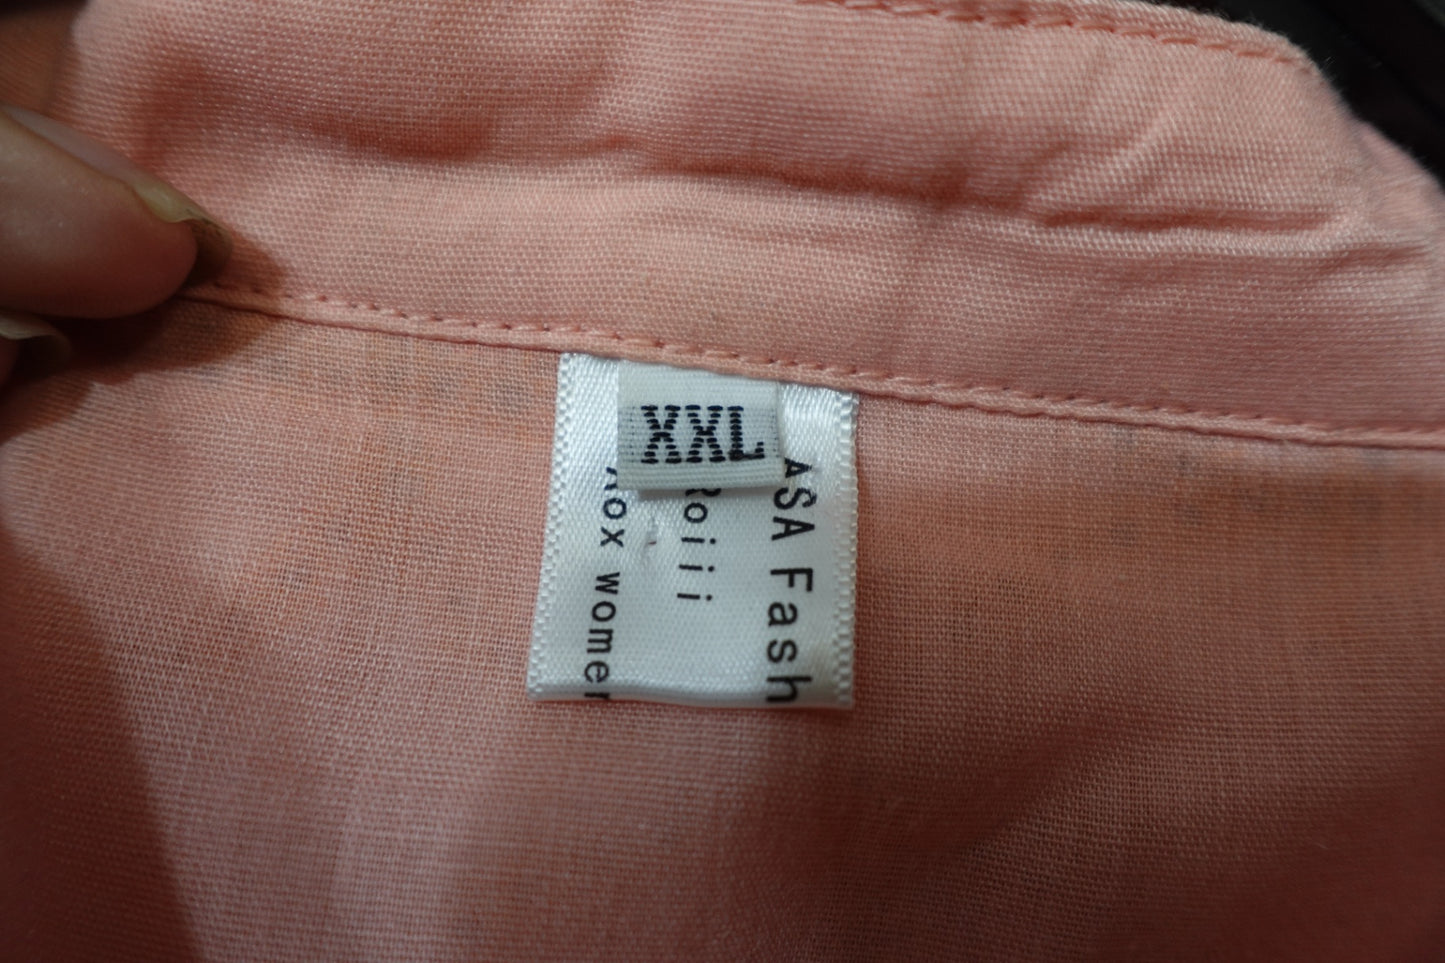 XXL
ASA Fash
Roiii
Rox women